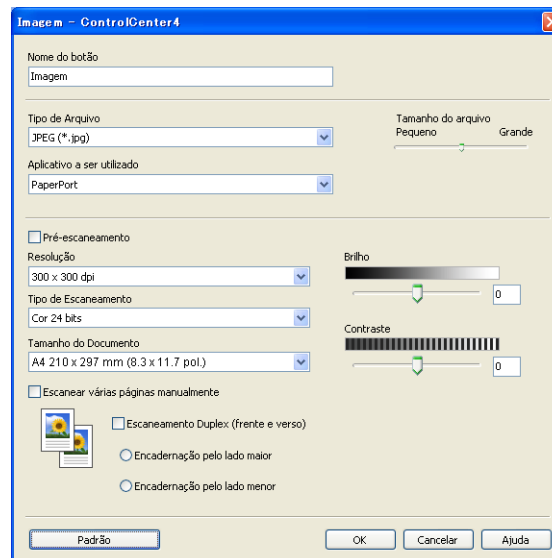 Imagem - ControlCenter4
Nome do botão
Imagem
Tipo de Arquivo
JPEG (*.jpg)
Tamanho do arquivo
Pequeno Grande
Aplicativo a ser utilizado
PaperPort
Pré-escaneamento
Resolução
300 x 300 dpi
Brilho
0
Tipo de Escaneamento
Cor 24 bits
Contraste
0
Tamanho do Documento
A4 210 x 297 mm (8.3 x 11.7 pol.)
Escanear várias páginas manualmente
Escaneamento Duplex (frente e verso)
Encadernação pelo lado maior
Encadernação pelo lado menor
Padrão OK Cancelar Ajuda